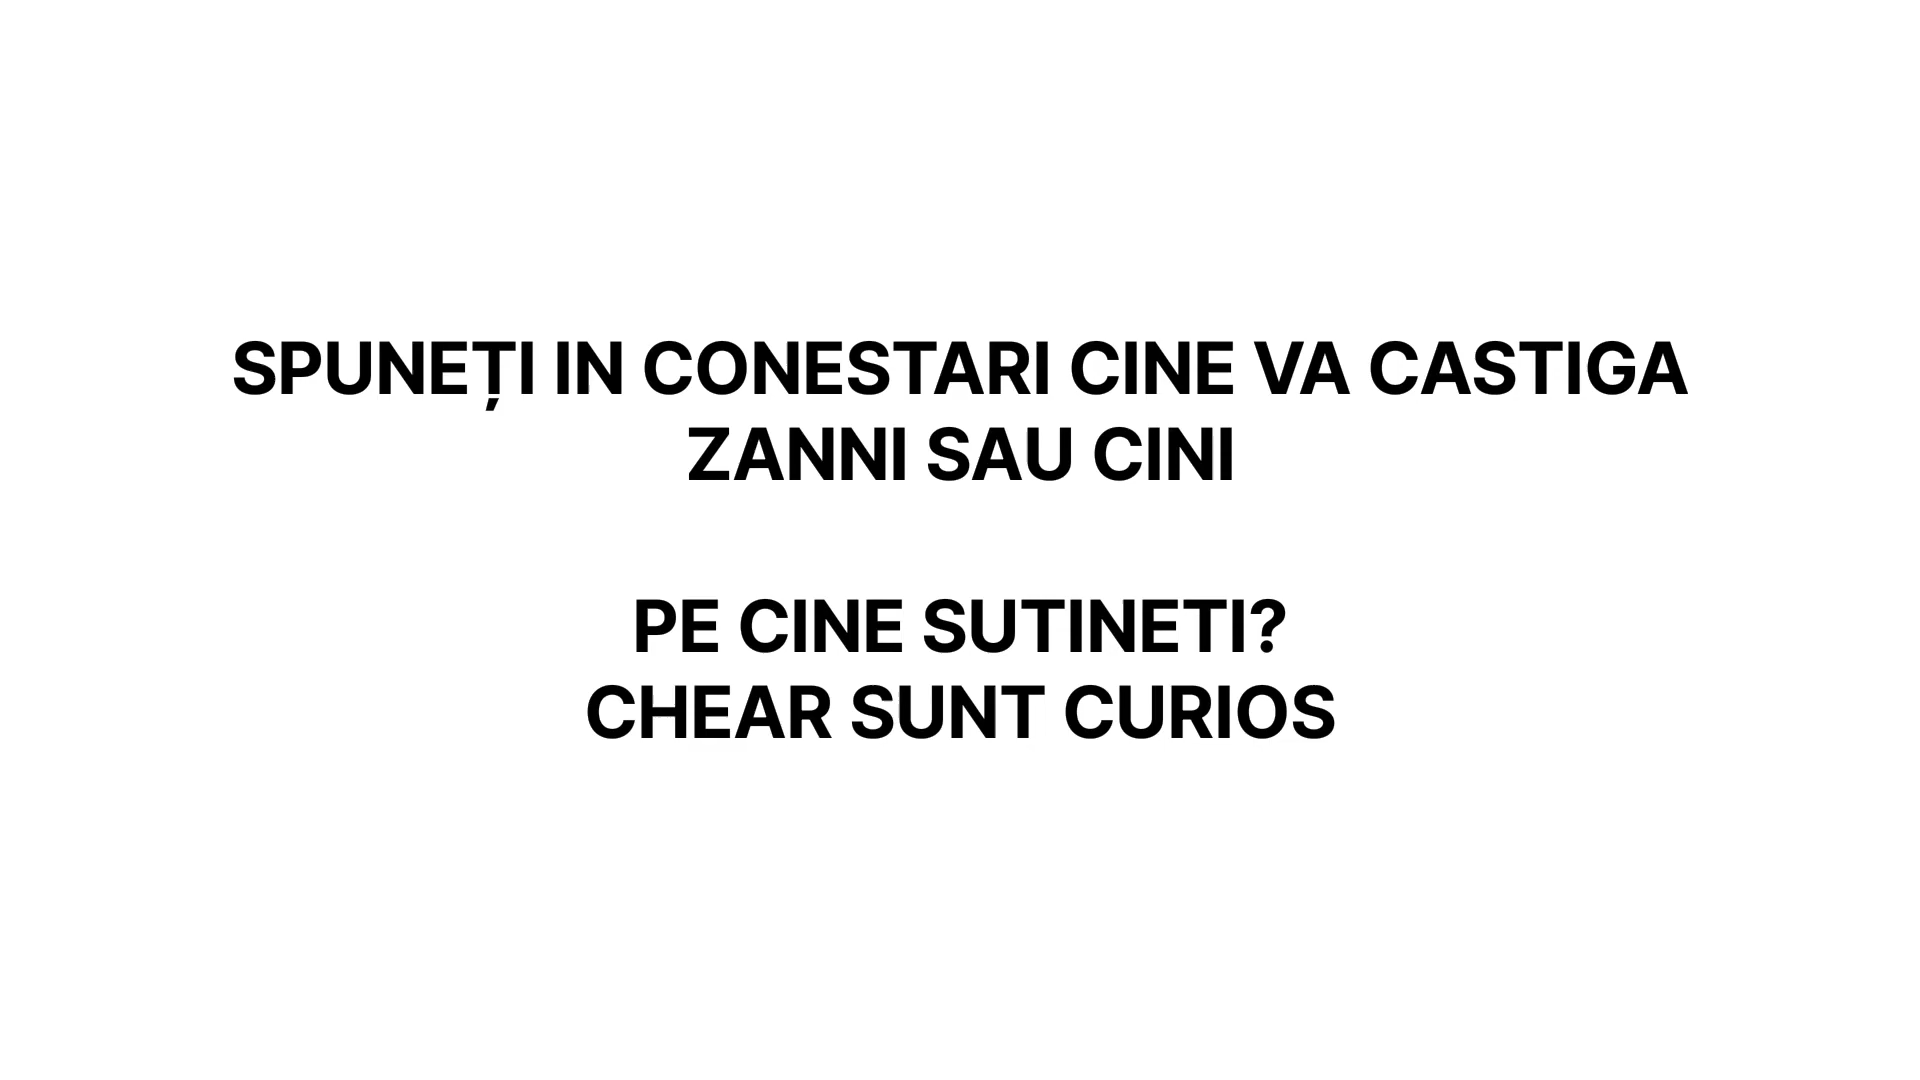 SPUNEȚI IN CONESTARI CINE VA CASTIGA
ZANNI SAU CINI
PE CINE SUTINETI?
CHEAR SUNT CURIOS